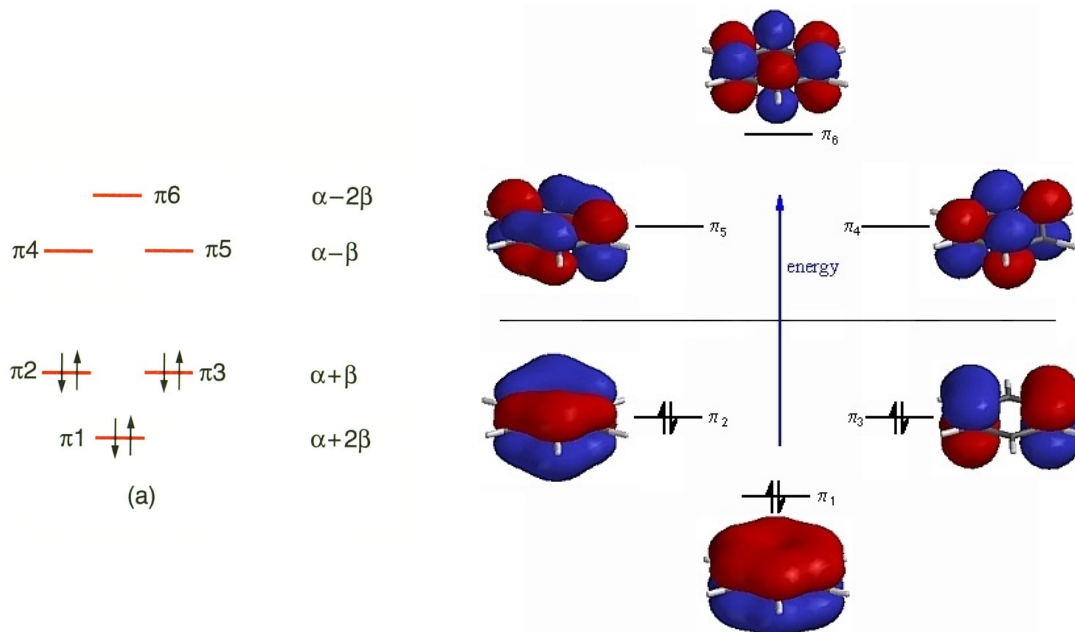 π6 α−2β
π4 π5 α−β
π2 π3 α+β
π1 α+2β
(a)
π₆
π₅ π₄
energy
π₂ π₃
π₁